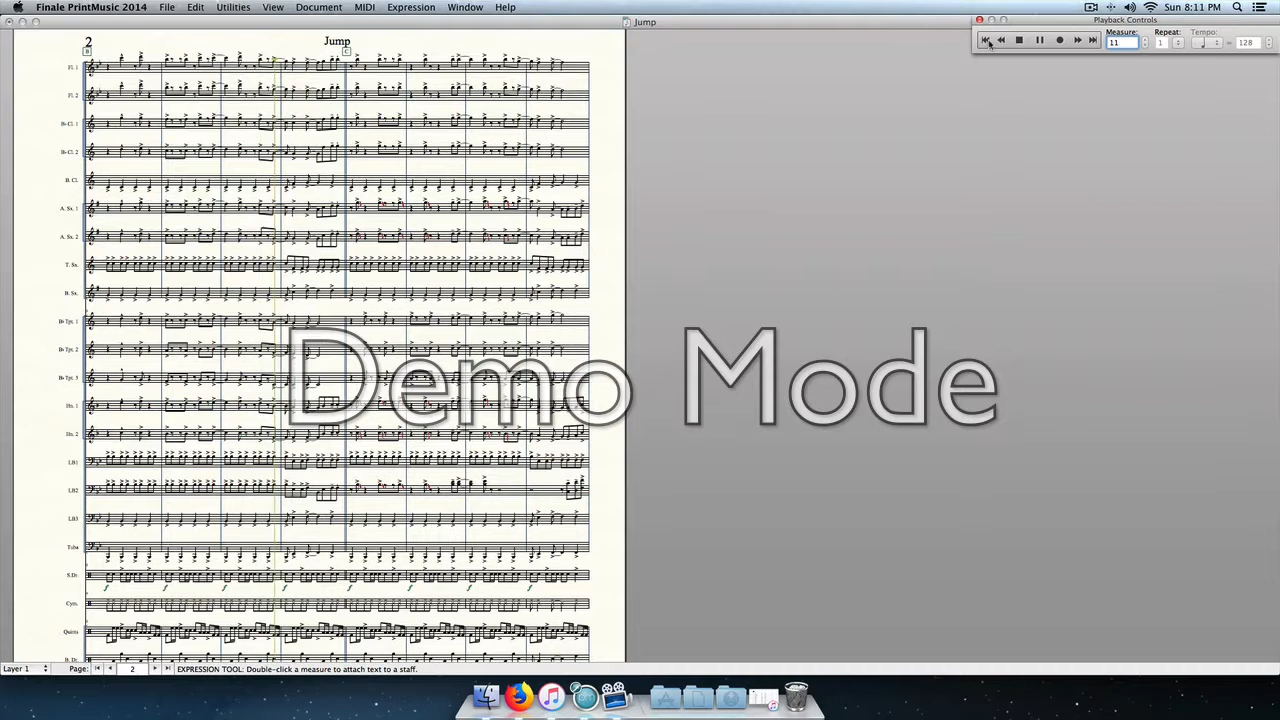 Finale PrintMusic 2014 File Edit Utilities View Document MIDI Expression Window Help Sun 8:11 PM
Jump
Playback Controls
Measure: Repeat: Tempo:
11 1 = 128
2 Jump
B C
Fl. 1
Fl. 2
B♭ Cl. 1
B♭ Cl. 2
B. Cl.
A. Sx. 1
A. Sx. 2
T. Sx.
B. Sx.
B♭ Tpt. 1
B♭ Tpt. 2
B♭ Tpt. 3
Hn. 1
Hn. 2
LB1
LB2
LB3
Tuba
S.Dr.
f f f f f f f f
Cym.
Quints
B. Dr.
Demo Mode
Layer 1 Page: 2 EXPRESSION TOOL: Double-click a measure to attach text to a staff.